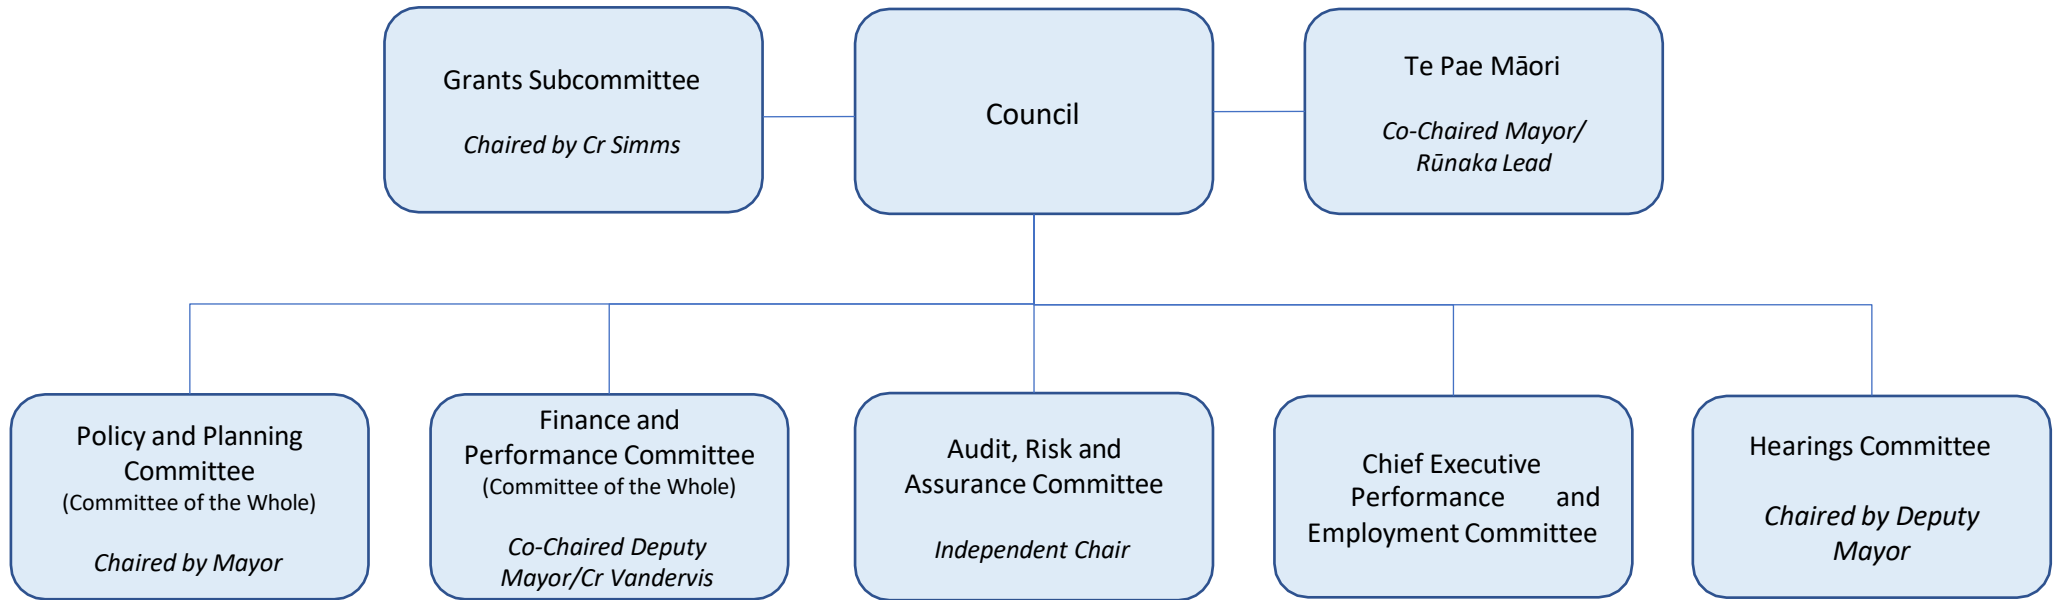 Grants Subcommittee
Chaired by Cr Simms
Council
Te Pae Māori
Co-Chaired Mayor/
Rūnaka Lead
Policy and Planning
Committee
(Committee of the Whole)
Chaired by Mayor
Finance and
Performance Committee
(Committee of the Whole)
Co-Chaired Deputy
Mayor/Cr Vandervis
Audit, Risk and
Assurance Committee
Independent Chair
Chief Executive
Performance and
Employment Committee
Hearings Committee
Chaired by Deputy
Mayor